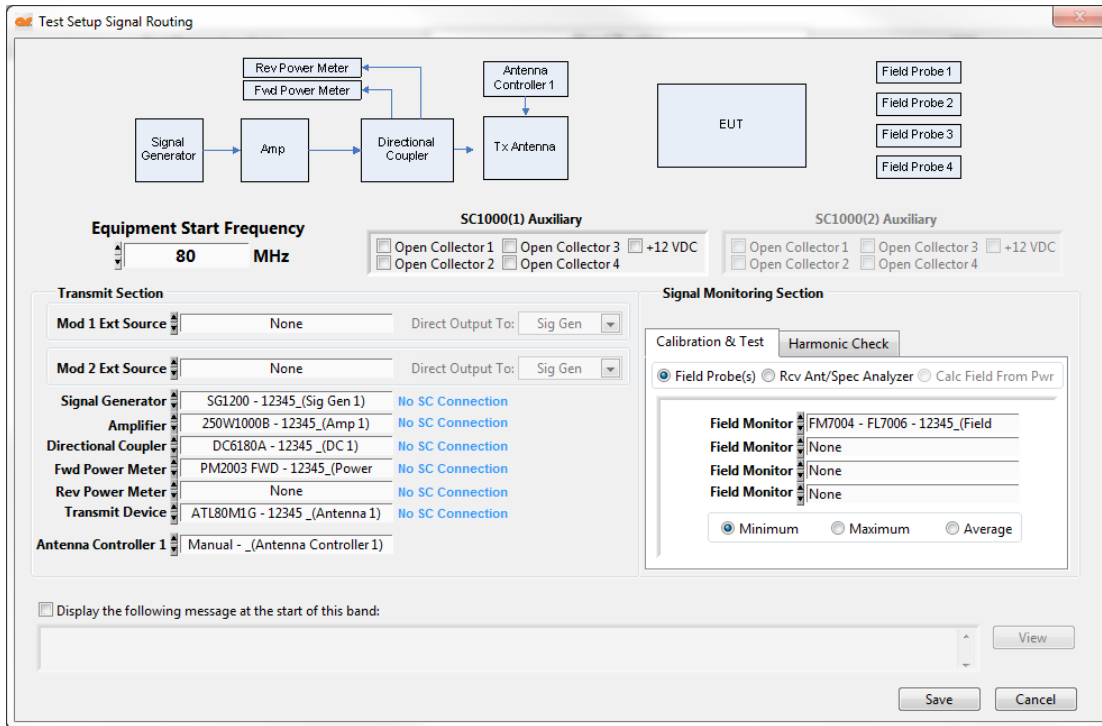 Test Setup Signal Routing
Rev Power Meter
Fwd Power Meter
Antenna
Controller 1
Signal
Generator
Amp
Directional
Coupler
Tx Antenna
EUT
Field Probe 1
Field Probe 2
Field Probe 3
Field Probe 4
Equipment Start Frequency
80 MHz
SC1000(1) Auxiliary
Open Collector 1 Open Collector 3 +12 VDC
Open Collector 2 Open Collector 4
SC1000(2) Auxiliary
Open Collector 1 Open Collector 3 +12 VDC
Open Collector 2 Open Collector 4
Transmit Section
Mod 1 Ext Source None Direct Output To: Sig Gen
Mod 2 Ext Source None Direct Output To: Sig Gen
Signal Generator SG1200 - 12345_(Sig Gen 1) No SC Connection
Amplifier 250W1000B - 12345_(Amp 1) No SC Connection
Directional Coupler DC6180A - 12345 _(DC 1) No SC Connection
Fwd Power Meter PM2003 FWD - 12345_(Power No SC Connection
Rev Power Meter None No SC Connection
Transmit Device ATL80M1G - 12345 _(Antenna 1) No SC Connection
Antenna Controller 1 Manual - _(Antenna Controller 1)
Signal Monitoring Section
Calibration & Test Harmonic Check
Field Probe(s) Rcv Ant/Spec Analyzer Calc Field From Pwr
Field Monitor FM7004 - FL7006 - 12345_(Field
Field Monitor None
Field Monitor None
Field Monitor None
Minimum Maximum Average
Display the following message at the start of this band:
View
Save Cancel